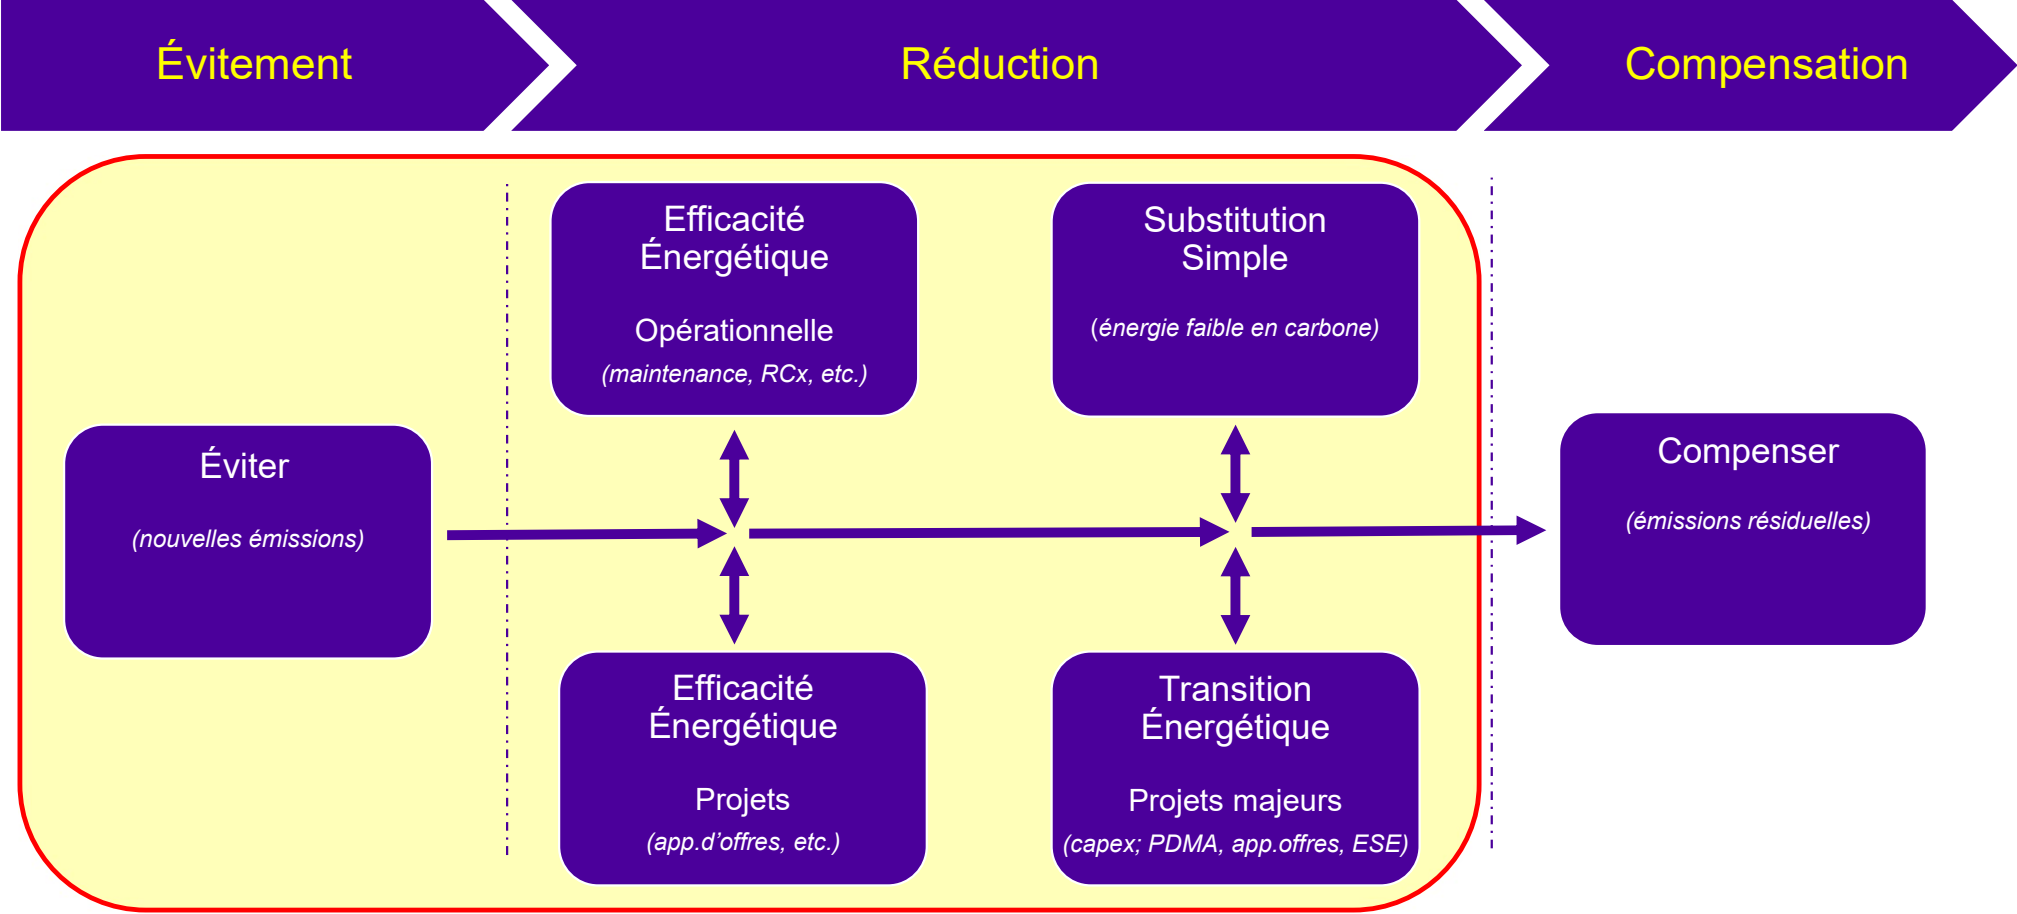 Évitement
Réduction
Compensation
Efficacité
Énergétique
Opérationnelle
(maintenance, RCx, etc.)
Substitution
Simple
(énergie faible en carbone)
Éviter
(nouvelles émissions)
Compenser
(émissions résiduelles)
Efficacité
Énergétique
Projets
(app.d’offres, etc.)
Transition
Énergétique
Projets majeurs
(capex; PDMA, app.offres, ESE)